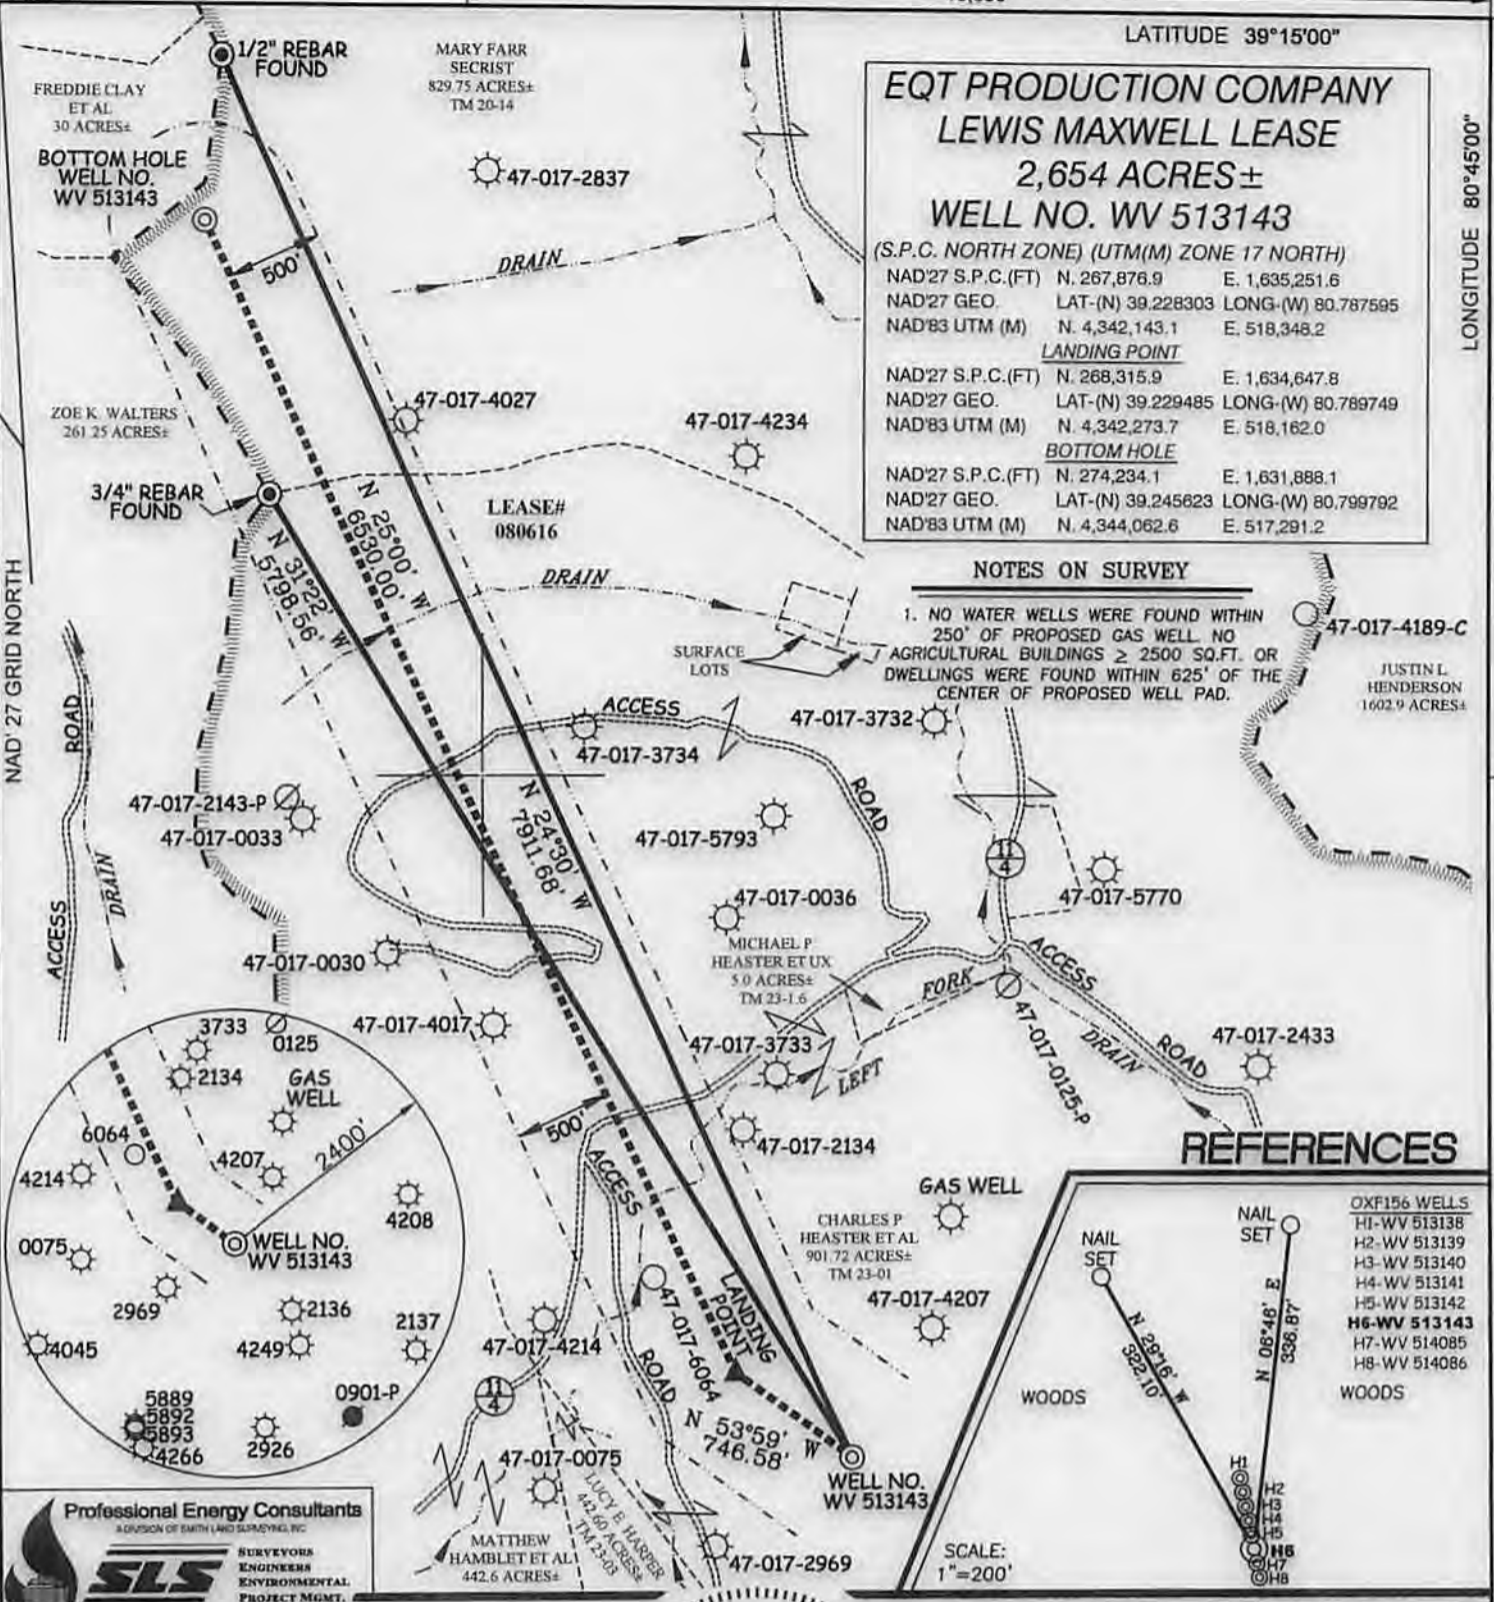 LATITUDE 39°15'00"
LONGITUDE 80°45'00"
NAD' 27 GRID NORTH
EQT PRODUCTION COMPANY
LEWIS MAXWELL LEASE
2,654 ACRES±
WELL NO. WV 513143
(S.P.C. NORTH ZONE) (UTM(M) ZONE 17 NORTH)
NAD'27 S.P.C.(FT) N. 267,876.9 E. 1,635,251.6
NAD'27 GEO. LAT-(N) 39.228303 LONG-(W) 80.787595
NAD'83 UTM (M) N. 4,342,143.1 E. 518,348.2
LANDING POINT
NAD'27 S.P.C.(FT) N. 268,315.9 E. 1,634,647.8
NAD'27 GEO. LAT-(N) 39.229485 LONG-(W) 80.789749
NAD'83 UTM (M) N. 4,342,273.7 E. 518,162.0
BOTTOM HOLE
NAD'27 S.P.C.(FT) N. 274,234.1 E. 1,631,888.1
NAD'27 GEO. LAT-(N) 39.245623 LONG-(W) 80.799792
NAD'83 UTM (M) N. 4,344,062.6 E. 517,291.2
NOTES ON SURVEY
1. NO WATER WELLS WERE FOUND WITHIN
250' OF PROPOSED GAS WELL. NO
AGRICULTURAL BUILDINGS ≥ 2500 SQ.FT. OR
DWELLINGS WERE FOUND WITHIN 625' OF THE
CENTER OF PROPOSED WELL PAD.
1/2" REBAR
FOUND
MARY FARR
SECRIST
829.75 ACRES±
TM 20-14
FREDDIE CLAY
ET AL
30 ACRES±
BOTTOM HOLE
WELL NO.
WV 513143
47-017-2837
DRAIN
500'
47-017-4027
47-017-4234
ZOE K. WALTERS
261.25 ACRES±
3/4" REBAR
FOUND
LEASE#
080616
N 25°00' W
6530.00'
N 31°22' W
5798.56'
DRAIN
SURFACE
LOTS
47-017-4189-C
JUSTIN L
HENDERSON
1602.9 ACRES±
ROAD
ACCESS
DRAIN
ACCESS
ROAD
47-017-3734
47-017-3732
47-017-2143-P
47-017-0033
N 24°30' W
7911.68'
47-017-5793
11
4
47-017-5770
47-017-0036
47-017-0030
MICHAEL P
HEASTER ET UX
5.0 ACRES±
TM 23-1.6
LEFT
FORK
ACCESS
ROAD
DRAIN
47-017-4017
47-017-3733
47-017-0125-P
47-017-2433
47-017-2134
500'
ACCESS
ROAD
GAS WELL
CHARLES P
HEASTER ET AL
901.72 ACRES±
TM 23-01
47-017-4207
47-017-4214
47-017-6064
LANDING
POINT
11
4
N 53°59' W
746.58'
WELL NO.
WV 513143
47-017-0075
LUCY E. HARPER
442.60 ACRES±
TM 23-03
MATTHEW
HAMBLET ET AL
442.6 ACRES±
47-017-2969
3733
0125
2134
GAS
WELL
6064
4207
2400'
4214
4208
0075
WELL NO.
WV 513143
2969
2136
2137
4045
4249
5889
5892
5893
4266
0901-P
2926
Professional Energy Consultants
A DIVISION OF SMITH LAND SURVEYING, INC.
SLS
SURVEYORS
ENGINEERS
ENVIRONMENTAL
PROJECT MGMT.
REFERENCES
OXF156 WELLS
H1-WV 513138
H2-WV 513139
H3-WV 513140
H4-WV 513141
H5-WV 513142
H6-WV 513143
H7-WV 514085
H8-WV 514086
NAIL
SET
NAIL
SET
N 29°16' W
322.10'
N 06°46' E
336.87'
WOODS
WOODS
H1
H2
H3
H4
H5
H6
H7
H8
SCALE:
1"=200'